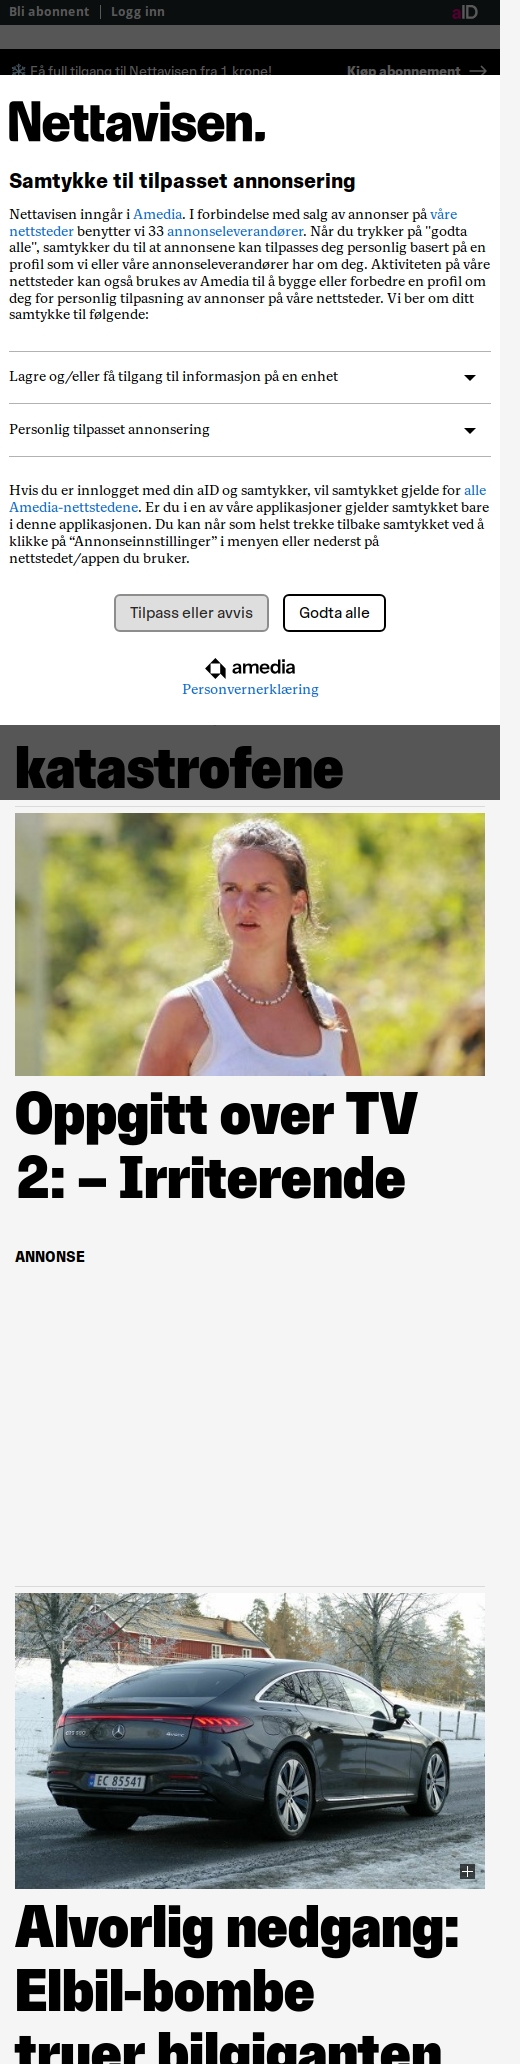 Bli abonnent | Logg inn
aID
Få full tilgang til Nettavisen fra 1 krone!
Kjøp abonnement
Nettavisen.
Samtykke til tilpasset annonsering
Nettavisen inngår i Amedia. I forbindelse med salg av annonser på våre
nettsteder benytter vi 33 annonseleverandører. Når du trykker på "godta
alle", samtykker du til at annonsene kan tilpasses deg personlig basert på en
profil som vi eller våre annonseleverandører har om deg. Aktiviteten på våre
nettsteder kan også brukes av Amedia til å bygge eller forbedre en profil om
deg for personlig tilpasning av annonser på våre nettsteder. Vi ber om ditt
samtykke til følgende:
Lagre og/eller få tilgang til informasjon på en enhet
Personlig tilpasset annonsering
Hvis du er innlogget med din aID og samtykker, vil samtykket gjelde for alle
Amedia-nettstedene. Er du i en av våre applikasjoner gjelder samtykket bare
i denne applikasjonen. Du kan når som helst trekke tilbake samtykket ved å
klikke på “Annonseinnstillinger” i menyen eller nederst på
nettstedet/appen du bruker.
Tilpass eller avvis
Godta alle
amedia
Personvernerklæring
katastrofene
Oppgitt over TV
2: – Irriterende
ANNONSE
EC 85541
Alvorlig nedgang:
Elbil-bombe
truer bilgiganten